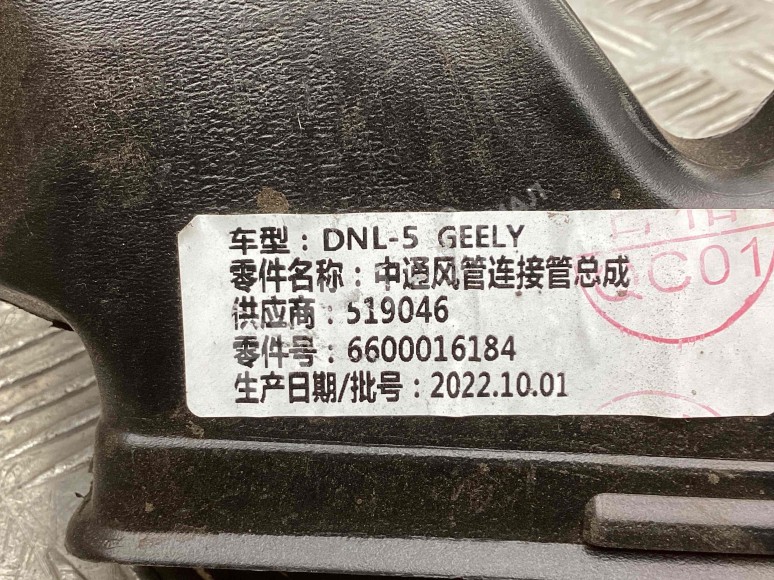 车型：DNL-5 GEELY
零件名称：中通风管连接管总成
供应商：519046
零件号：6600016184
生产日期/批号：2022.10.01
QC01